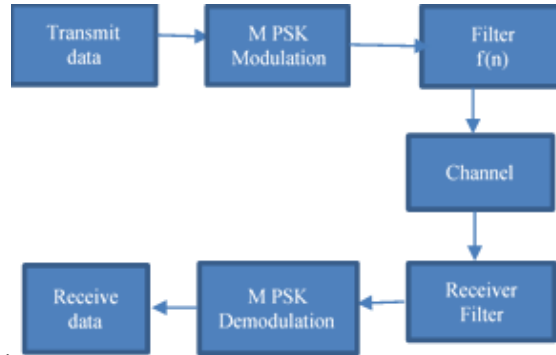 Transmit
data
M PSK
Modulation
Filter
f(n)
Channel
Receiver
Filter
M PSK
Demodulation
Receive
data